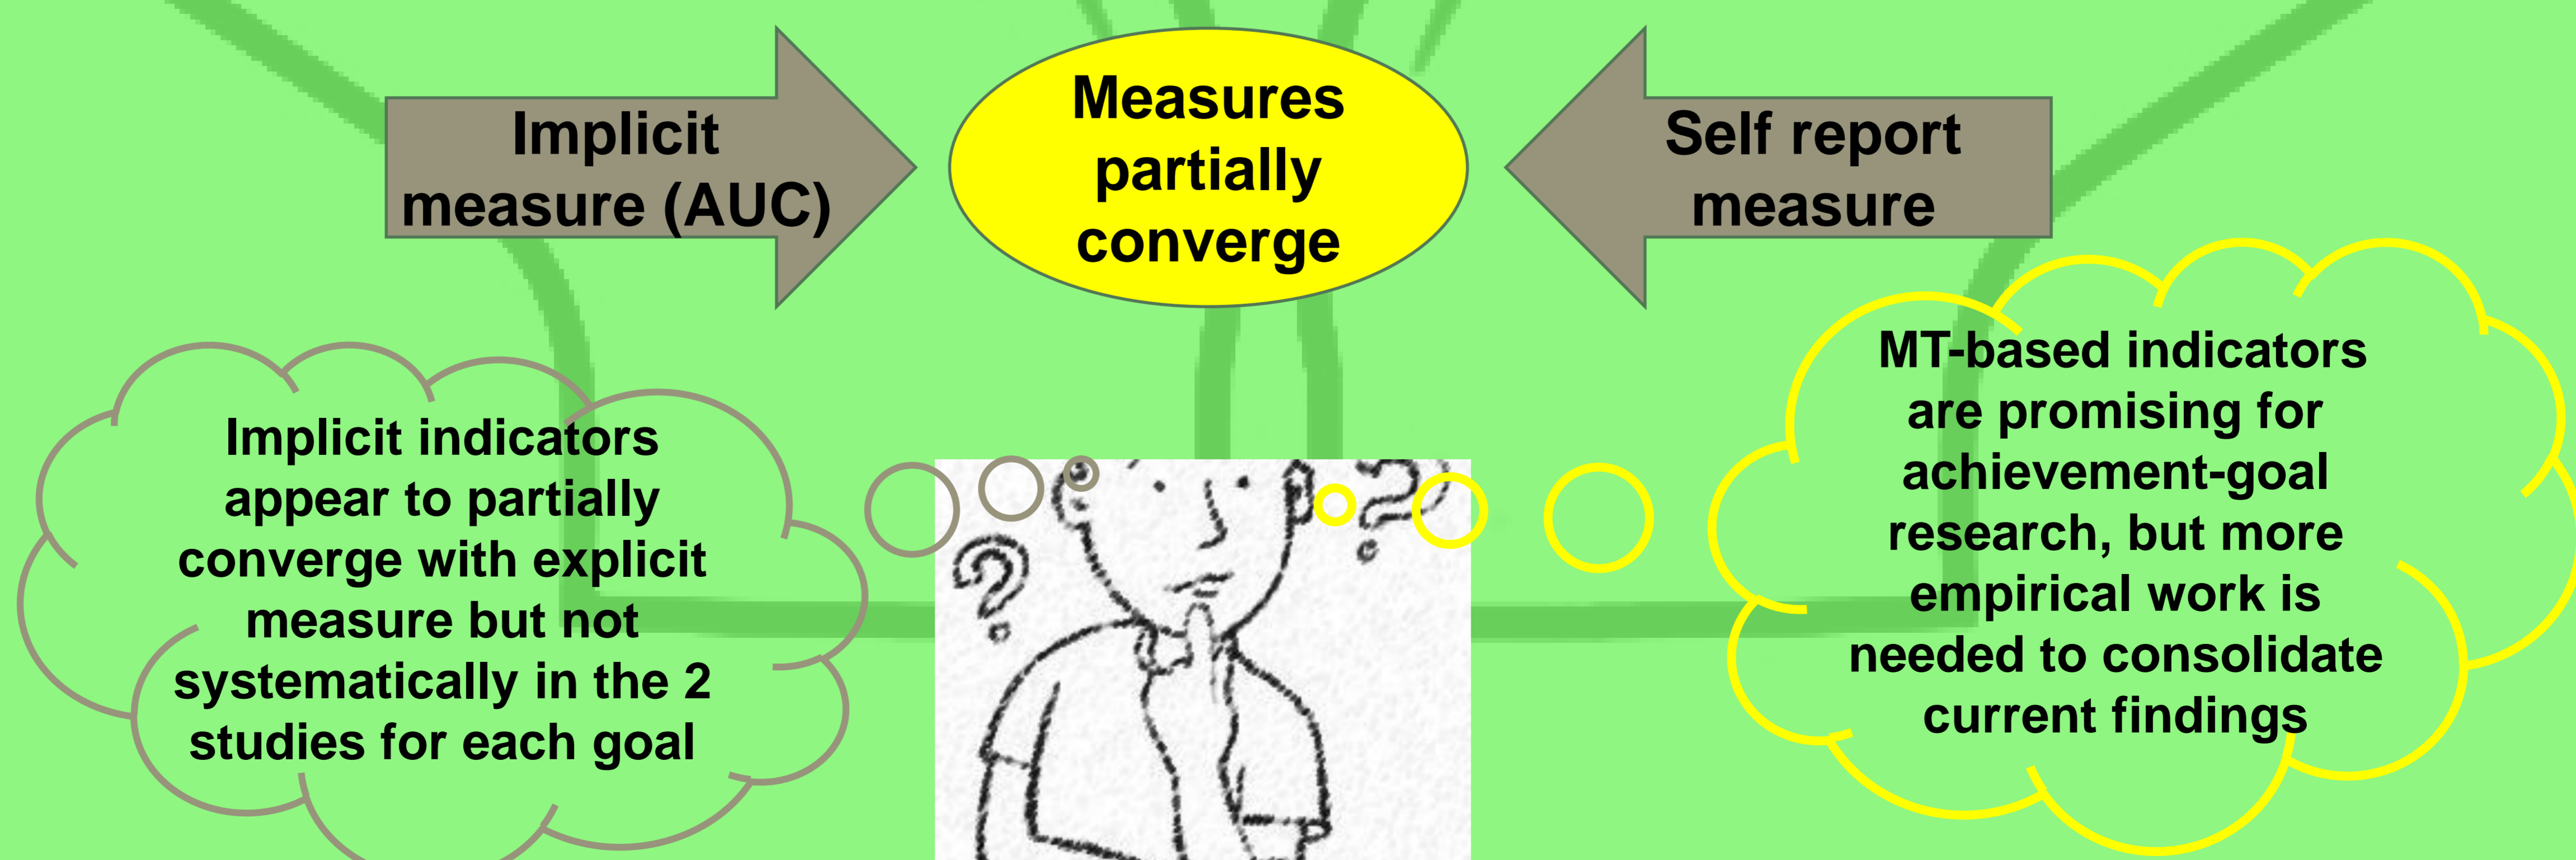 Implicit
measure (AUC)
Measures
partially
converge
Self report
measure
Implicit indicators
appear to partially
converge with explicit
measure but not
systematically in the 2
studies for each goal
MT-based indicators
are promising for
achievement-goal
research, but more
empirical work is
needed to consolidate
current findings
?
?